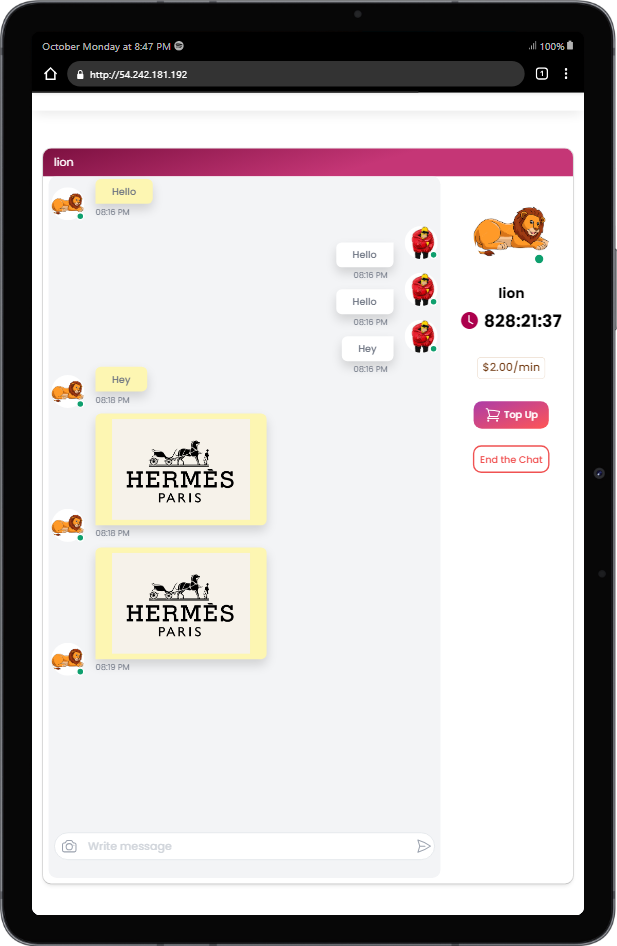 October Monday at 8:47 PM
100%
http://54.242.181.192
1
lion
Hello
08:16 PM
Hello
08:16 PM
Hello
08:16 PM
Hey
08:16 PM
Hey
08:18 PM
HERMÈS
PARIS
08:18 PM
HERMÈS
PARIS
08:19 PM
Write message
lion
828:21:37
$2.00/min
Top Up
End the Chat